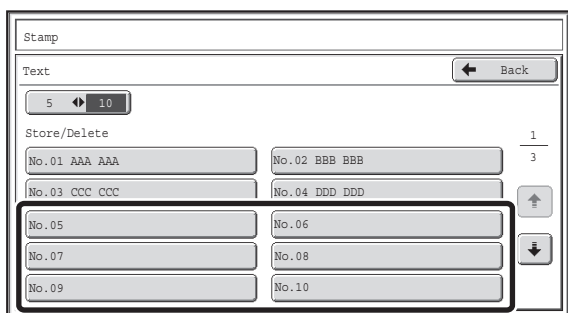 Stamp
Text
Back
5 10
Store/Delete
1
3
No.01 AAA AAA
No.02 BBB BBB
No.03 CCC CCC
No.04 DDD DDD
No.05
No.06
No.07
No.08
No.09
No.10